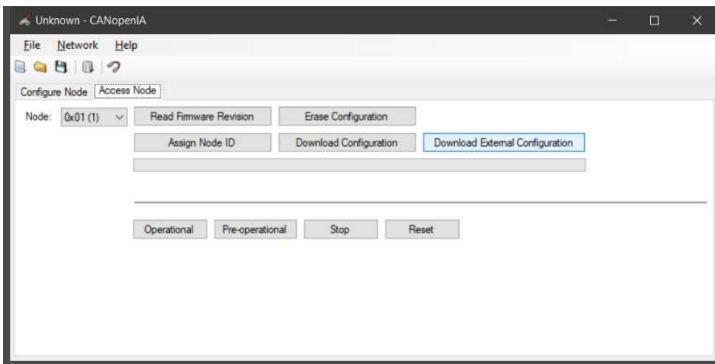 Unknown - CANopenIA
File Network Help
Configure Node Access Node
Node: 0x01 (1) Read Firmware Revision Erase Configuration
Assign Node ID Download Configuration Download External Configuration
Operational Pre-operational Stop Reset